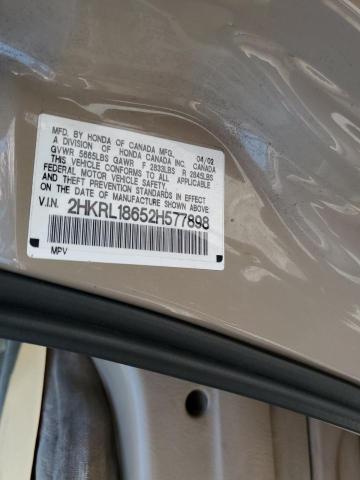 MFD. BY HONDA OF CANADA MFG. 04/02
A DIVISION OF HONDA CANADA INC. CANADA
GVWR 5665LBS GAWR F 2833LBS R 2845LBS
THIS VEHICLE CONFORMS TO ALL APPLICABLE
FEDERAL MOTOR VEHICLE SAFETY
AND THEFT PREVENTION STANDARDS IN EFFECT
ON THE DATE OF MANUFACTURE SHOWN ABOVE.
V.I.N. 2HKRL18652H577898
MPV